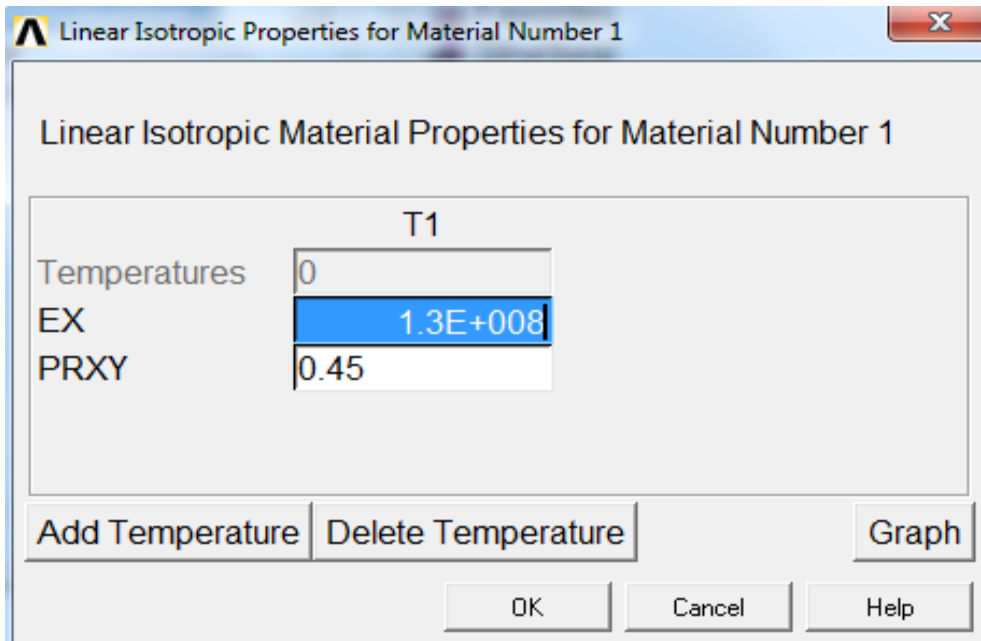 Linear Isotropic Properties for Material Number 1
Linear Isotropic Material Properties for Material Number 1
T1
Temperatures 0
EX 1.3E+008
PRXY 0.45
Add Temperature Delete Temperature Graph
OK Cancel Help